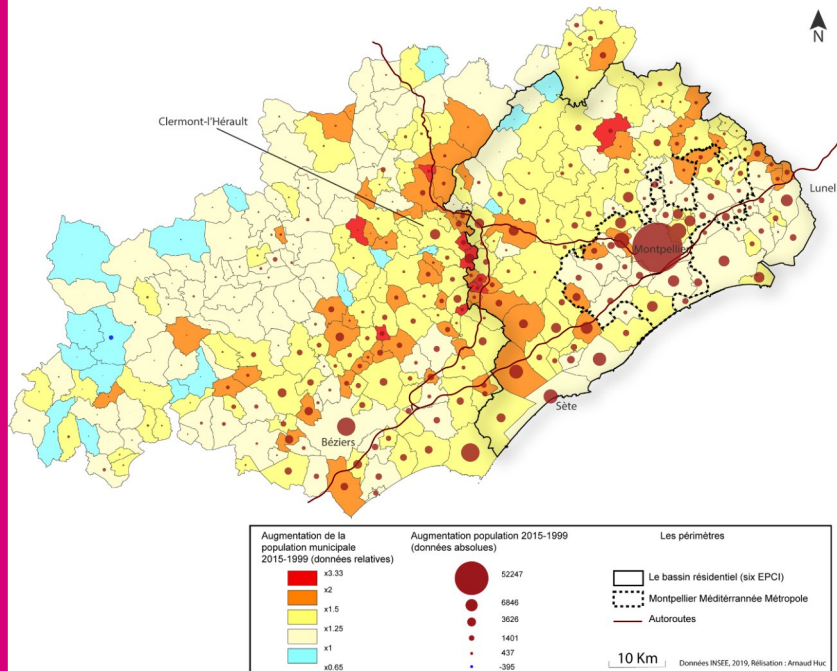 N
Clermont-l'Hérault
Lunel
Montpellier
Sète
Béziers
Augmentation de la
population municipale
2015-1999 (données relatives)
x3.33
x2
x1.5
x1.25
x1
x0.65
Augmentation population 2015-1999
(données absolues)
52247
6846
3626
1401
437
-395
Les périmètres
Le bassin résidentiel (six EPCI)
Montpellier Méditérrannée Métropole
Autoroutes
10 Km
Données INSEE, 2019, Rélisation : Arnaud Huc